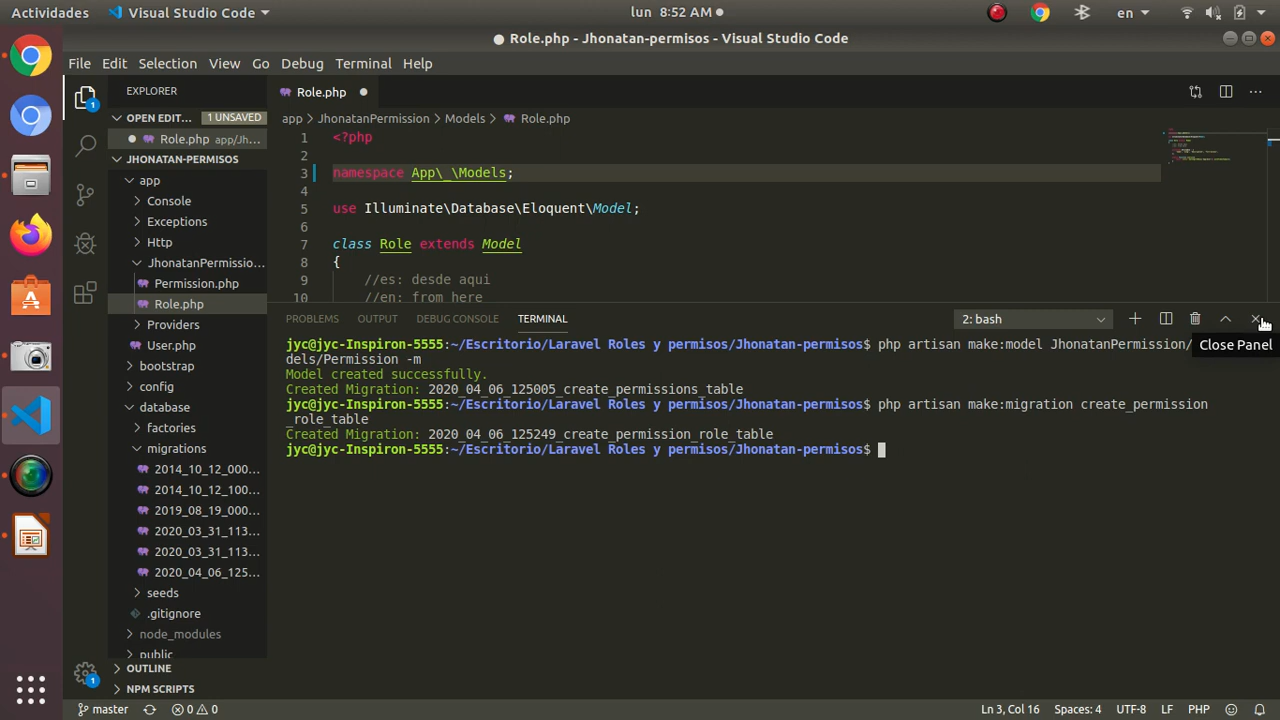 Actividades
Visual Studio Code
lun 8:52 AM
en
Role.php - Jhonatan-permisos - Visual Studio Code
File Edit Selection View Go Debug Terminal Help
EXPLORER
OPEN EDIT... 1 UNSAVED
Role.php app/Jh...
JHONATAN-PERMISOS
app
Console
Exceptions
Http
JhonatanPermissio...
Permission.php
Role.php
Providers
User.php
bootstrap
config
database
factories
migrations
2014_10_12_000...
2014_10_12_100...
2019_08_19_000...
2020_03_31_113...
2020_03_31_113...
2020_04_06_125...
seeds
.gitignore
node_modules
public
OUTLINE
NPM SCRIPTS
1
1
Role.php
app JhonatanPermission Models Role.php
1 <?php
2
3 namespace App\_\Models;
4
5 use Illuminate\Database\Eloquent\Model;
6
7 class Role extends Model
8 {
9 //es: desde aqui
10 //en: from here
PROBLEMS OUTPUT DEBUG CONSOLE TERMINAL
2: bash
Close Panel
jyc@jyc-Inspiron-5555:~/Escritorio/Laravel Roles y permisos/Jhonatan-permisos$ php artisan make:model JhonatanPermission/
dels/Permission -m
Model created successfully.
Created Migration: 2020_04_06_125005_create_permissions_table
jyc@jyc-Inspiron-5555:~/Escritorio/Laravel Roles y permisos/Jhonatan-permisos$ php artisan make:migration create_permission
_role_table
Created Migration: 2020_04_06_125249_create_permission_role_table
jyc@jyc-Inspiron-5555:~/Escritorio/Laravel Roles y permisos/Jhonatan-permisos$
master
0 0
Ln 3, Col 16
Spaces: 4
UTF-8
LF
PHP